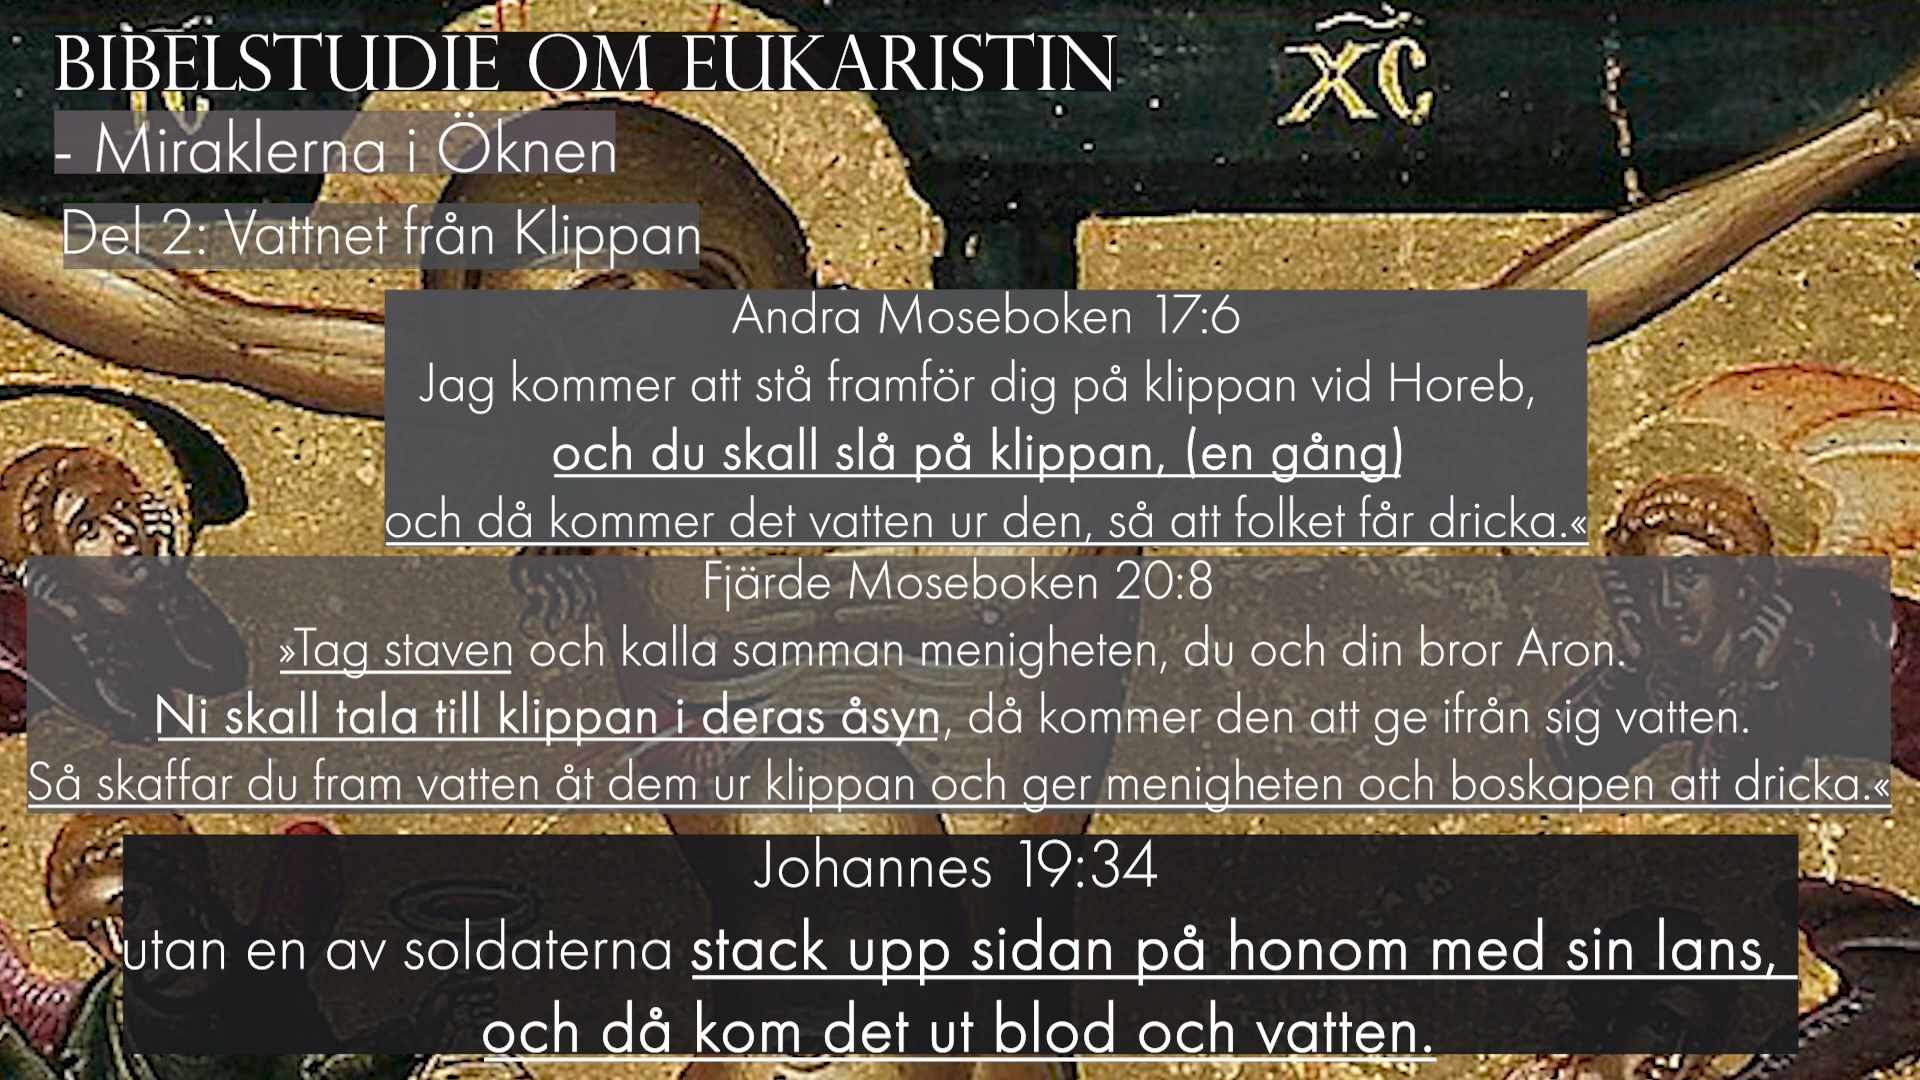 BIBELSTUDIE OM EUKARISTIN
- Miraklerna i Öknen
Del 2: Vattnet från Klippan
IC
XC
Andra Moseboken 17:6
Jag kommer att stå framför dig på klippan vid Horeb,
och du skall slå på klippan, (en gång)
och då kommer det vatten ur den, så att folket får dricka.«
Fjärde Moseboken 20:8
»Tag staven och kalla samman menigheten, du och din bror Aron.
Ni skall tala till klippan i deras åsyn, då kommer den att ge ifrån sig vatten.
Så skaffar du fram vatten åt dem ur klippan och ger menigheten och boskapen att dricka.«
Johannes 19:34
utan en av soldaterna stack upp sidan på honom med sin lans,
och då kom det ut blod och vatten.